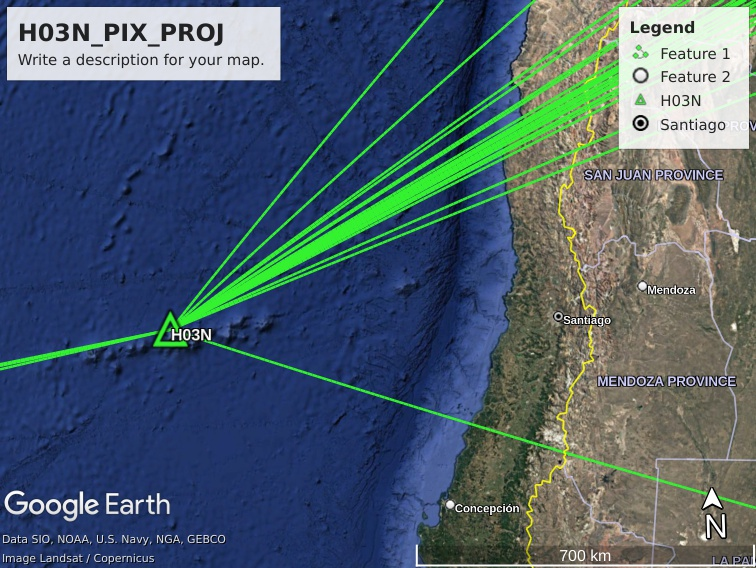 H03N_PIX_PROJ
Write a description for your map.
Legend
Feature 1
Feature 2
H03N
Santiago
SAN JUAN PROVINCE
Mendoza
Santiago
H03N
MENDOZA PROVINCE
Concepción
Google Earth
N
Data SIO, NOAA, U.S. Navy, NGA, GEBCO
Image Landsat / Copernicus
700 km